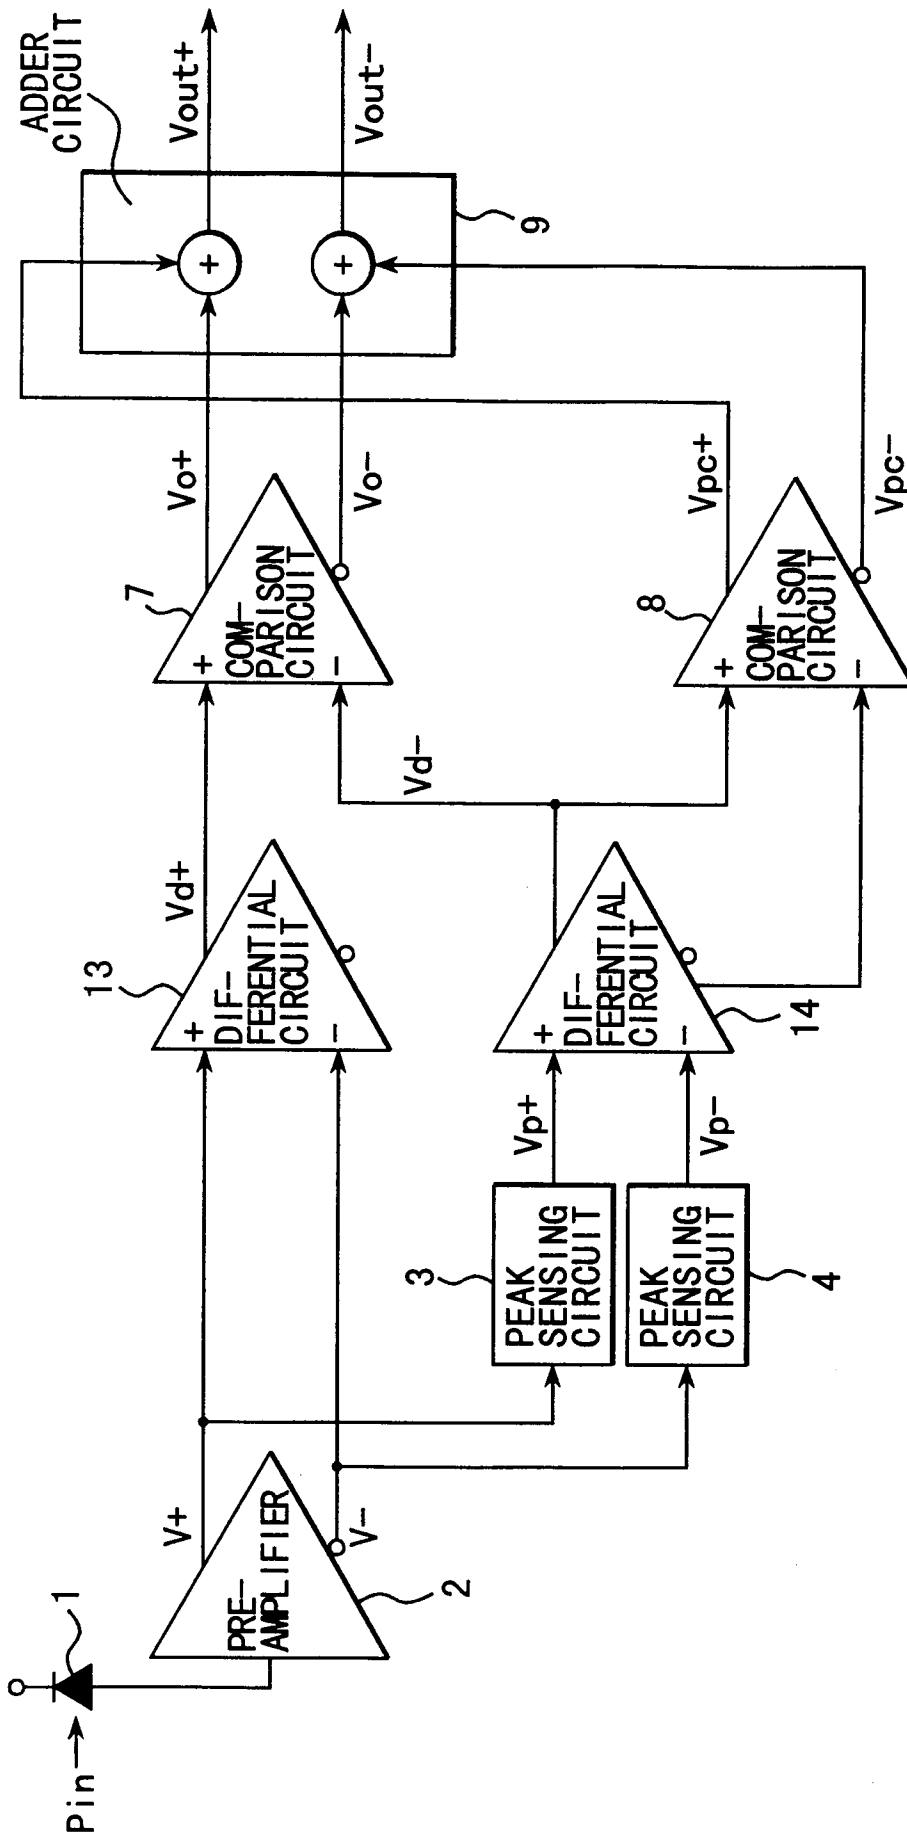 Pin
1
PRE-
AMPLIFIER
2
V+
V-
3
PEAK
SENSING
CIRCUIT
PEAK
SENSING
CIRCUIT
4
Vp+
Vp-
13
+
DIF-
FERENTIAL
CIRCUIT
-
+
DIF-
FERENTIAL
CIRCUIT
-
14
Vd+
Vd-
7
+
COM-
PARISON
CIRCUIT
-
8
+
COM-
PARISON
CIRCUIT
-
Vo+
Vo-
Vpc+
Vpc-
+
+
9
ADDER
CIRCUIT
Vout+
Vout-